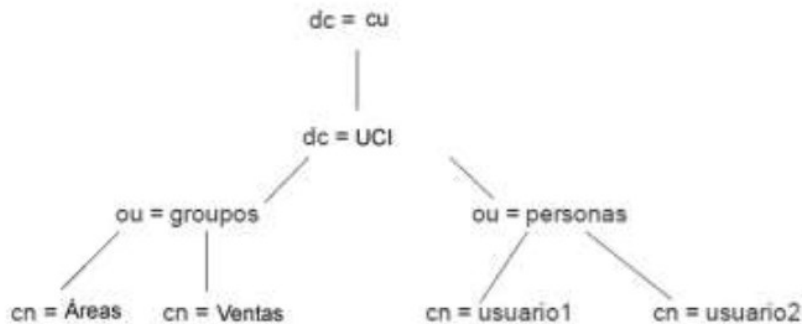 dc = cu
dc = UCI
ou = groupos
ou = personas
cn = Áreas
cn = Ventas
cn = usuario1
cn = usuario2